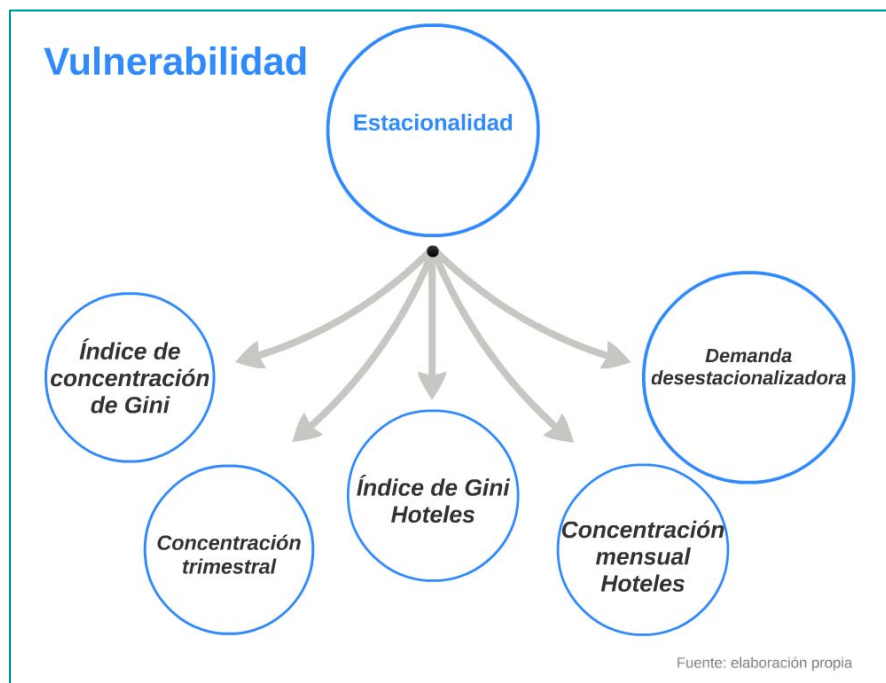 Vulnerabilidad
Estacionalidad
Índice de
concentración
de Gini
Concentración
trimestral
Índice de Gini
Hoteles
Concentración
mensual
Hoteles
Demanda
desestacionalizadora
Fuente: elaboración propia